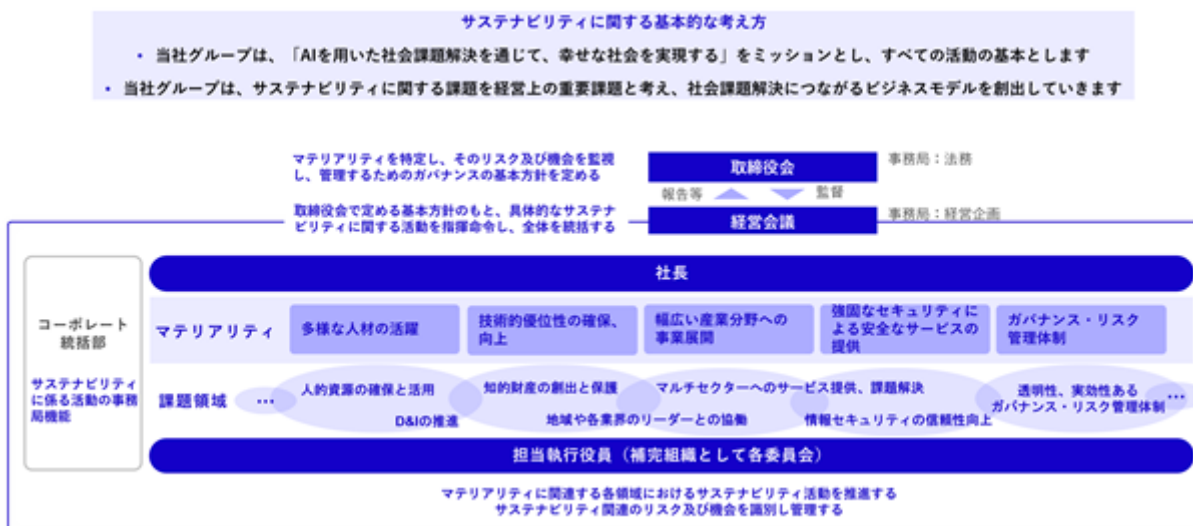 サステナビリティに関する基本的な考え方
• 当社グループは、「AIを用いた社会課題解決を通じて、幸せな社会を実現する」をミッションとし、すべての活動の基本とします
• 当社グループは、サステナビリティに関する課題を経営上の重要課題と考え、社会課題解決につながるビジネスモデルを創出していきます
マテリアリティを特定し、そのリスク及び機会を監視
し、管理するためのガバナンスの基本方針を定める
取締役会
事務局：法務
報告等
監督
取締役会で定める基本方針のもと、具体的なサステナ
ビリティに関する活動を指揮命令し、全体を統括する
経営会議
事務局：経営企画
コーポレート
統括部
サステナビリティ
に係る活動の事務
局機能
社長
マテリアリティ
多様な人材の活躍
技術的優位性の確保、
向上
幅広い産業分野への
事業展開
強固なセキュリティに
よる安全なサービスの
提供
ガバナンス・リスク
管理体制
課題領域
…
人的資源の確保と活用
D&Iの推進
知的財産の創出と保護
地域や各業界のリーダーとの協働
マルチセクターへのサービス提供、課題解決
情報セキュリティの信頼性向上
透明性、実効性ある
ガバナンス・リスク管理体制
…
担当執行役員（補完組織として各委員会）
マテリアリティに関連する各領域におけるサステナビリティ活動を推進する
サステナビリティ関連のリスク及び機会を識別し管理する